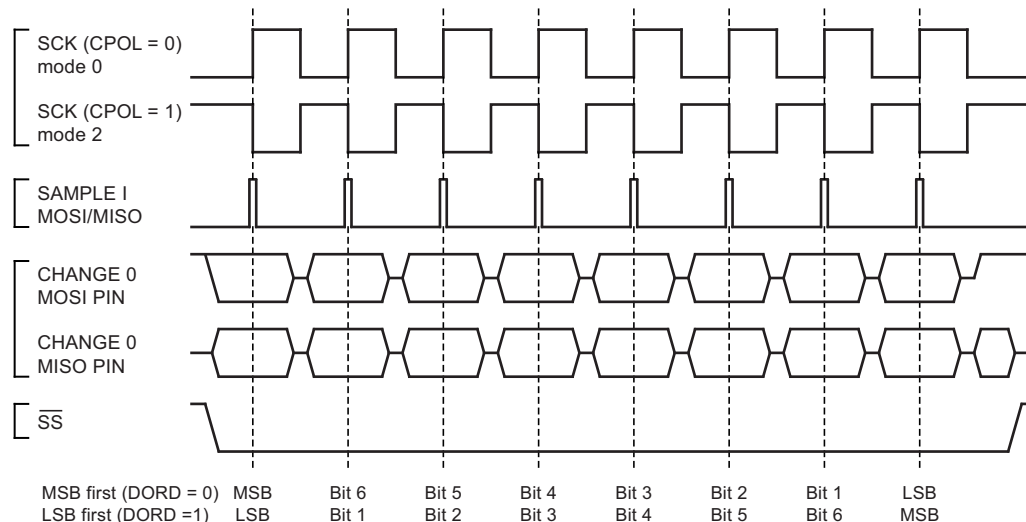 SCK (CPOL = 0)
mode 0
SCK (CPOL = 1)
mode 2
SAMPLE I
MOSI/MISO
CHANGE 0
MOSI PIN
CHANGE 0
MISO PIN
SS
MSB first (DORD = 0) MSB Bit 6 Bit 5 Bit 4 Bit 3 Bit 2 Bit 1 LSB
LSB first (DORD =1) LSB Bit 1 Bit 2 Bit 3 Bit 4 Bit 5 Bit 6 MSB